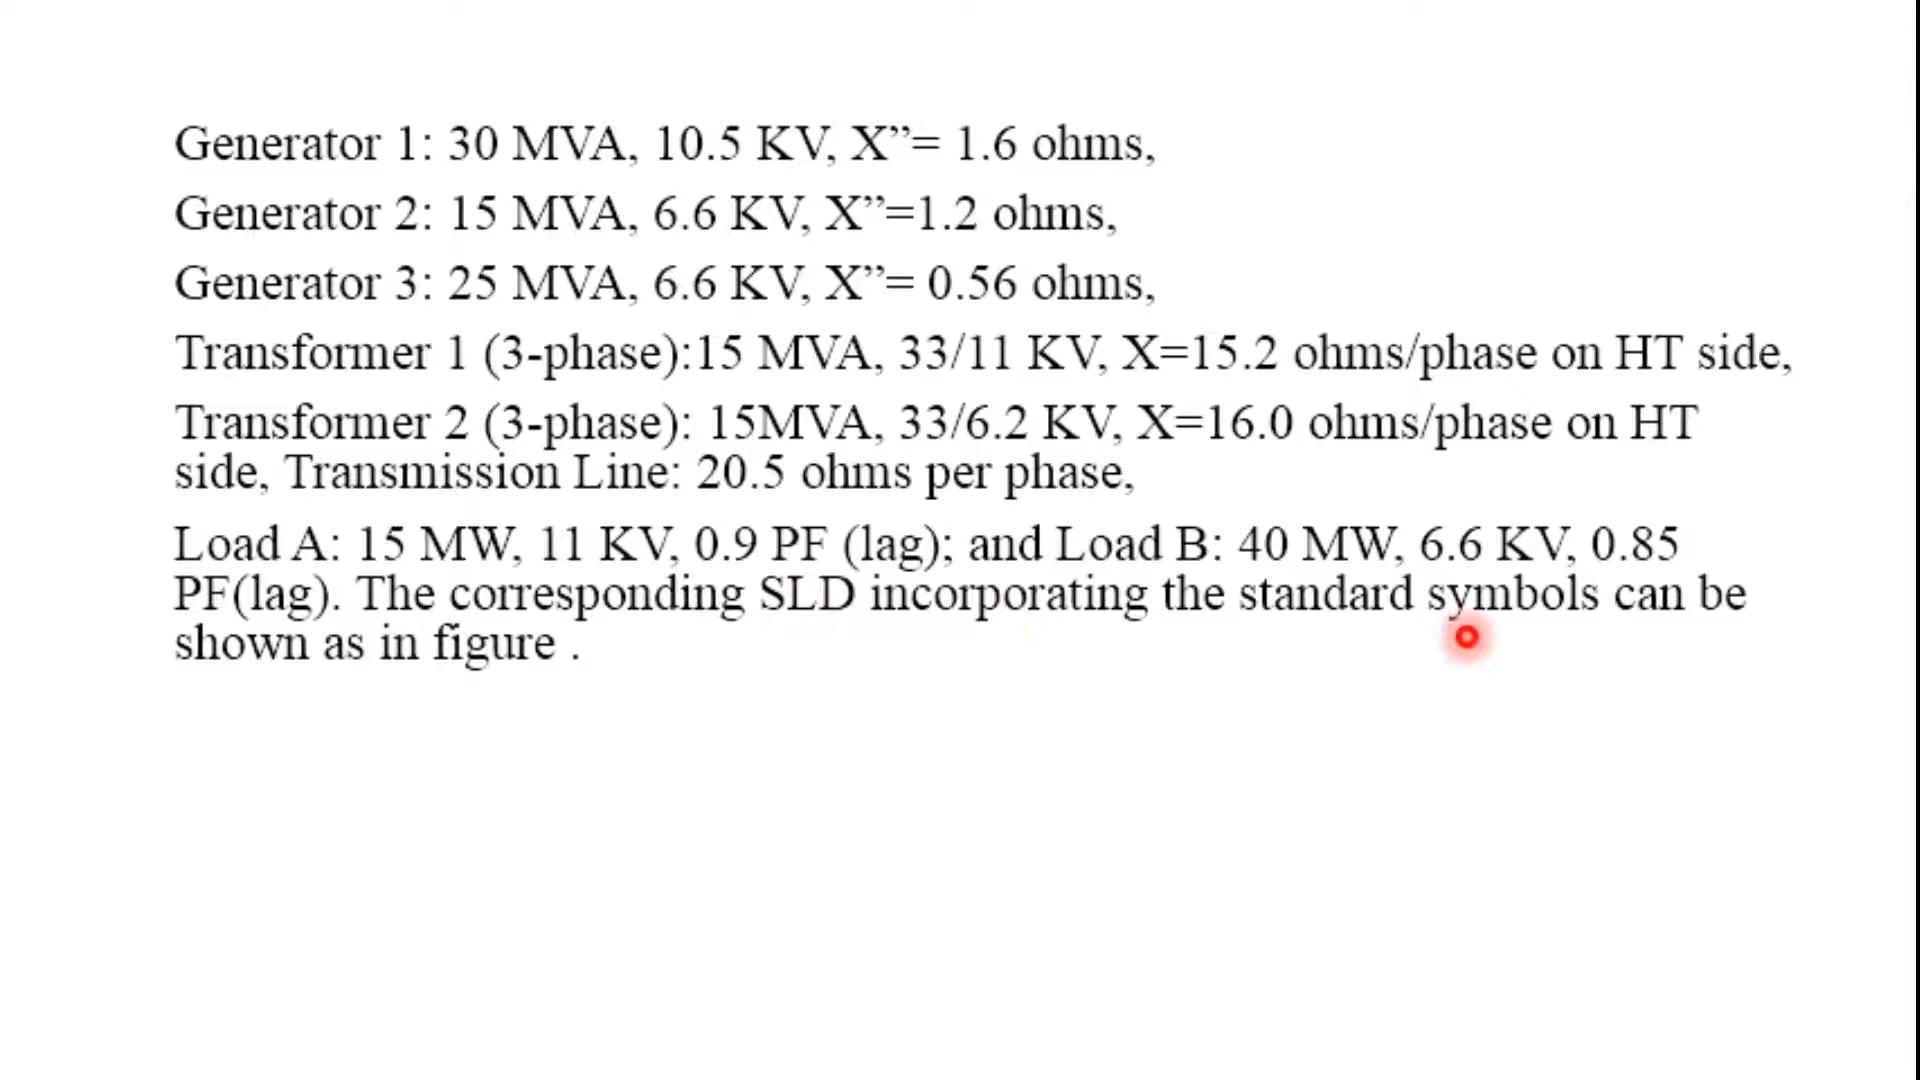 Generator 1: 30 MVA, 10.5 KV, X”= 1.6 ohms,
Generator 2: 15 MVA, 6.6 KV, X”=1.2 ohms,
Generator 3: 25 MVA, 6.6 KV, X”= 0.56 ohms,
Transformer 1 (3-phase):15 MVA, 33/11 KV, X=15.2 ohms/phase on HT side,
Transformer 2 (3-phase): 15MVA, 33/6.2 KV, X=16.0 ohms/phase on HT
side, Transmission Line: 20.5 ohms per phase,
Load A: 15 MW, 11 KV, 0.9 PF (lag); and Load B: 40 MW, 6.6 KV, 0.85
PF(lag). The corresponding SLD incorporating the standard symbols can be
shown as in figure .